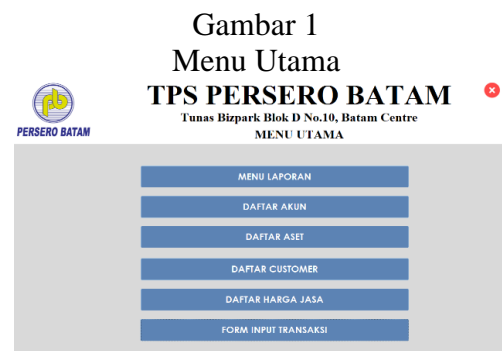 Gambar 1
Menu Utama
TPS PERSERO BATAM
Tunas Bizpark Blok D No.10, Batam Centre
MENU UTAMA
pb
PERSERO BATAM
MENU LAPORAN
DAFTAR AKUN
DAFTAR ASET
DAFTAR CUSTOMER
DAFTAR HARGA JASA
FORM INPUT TRANSAKSI